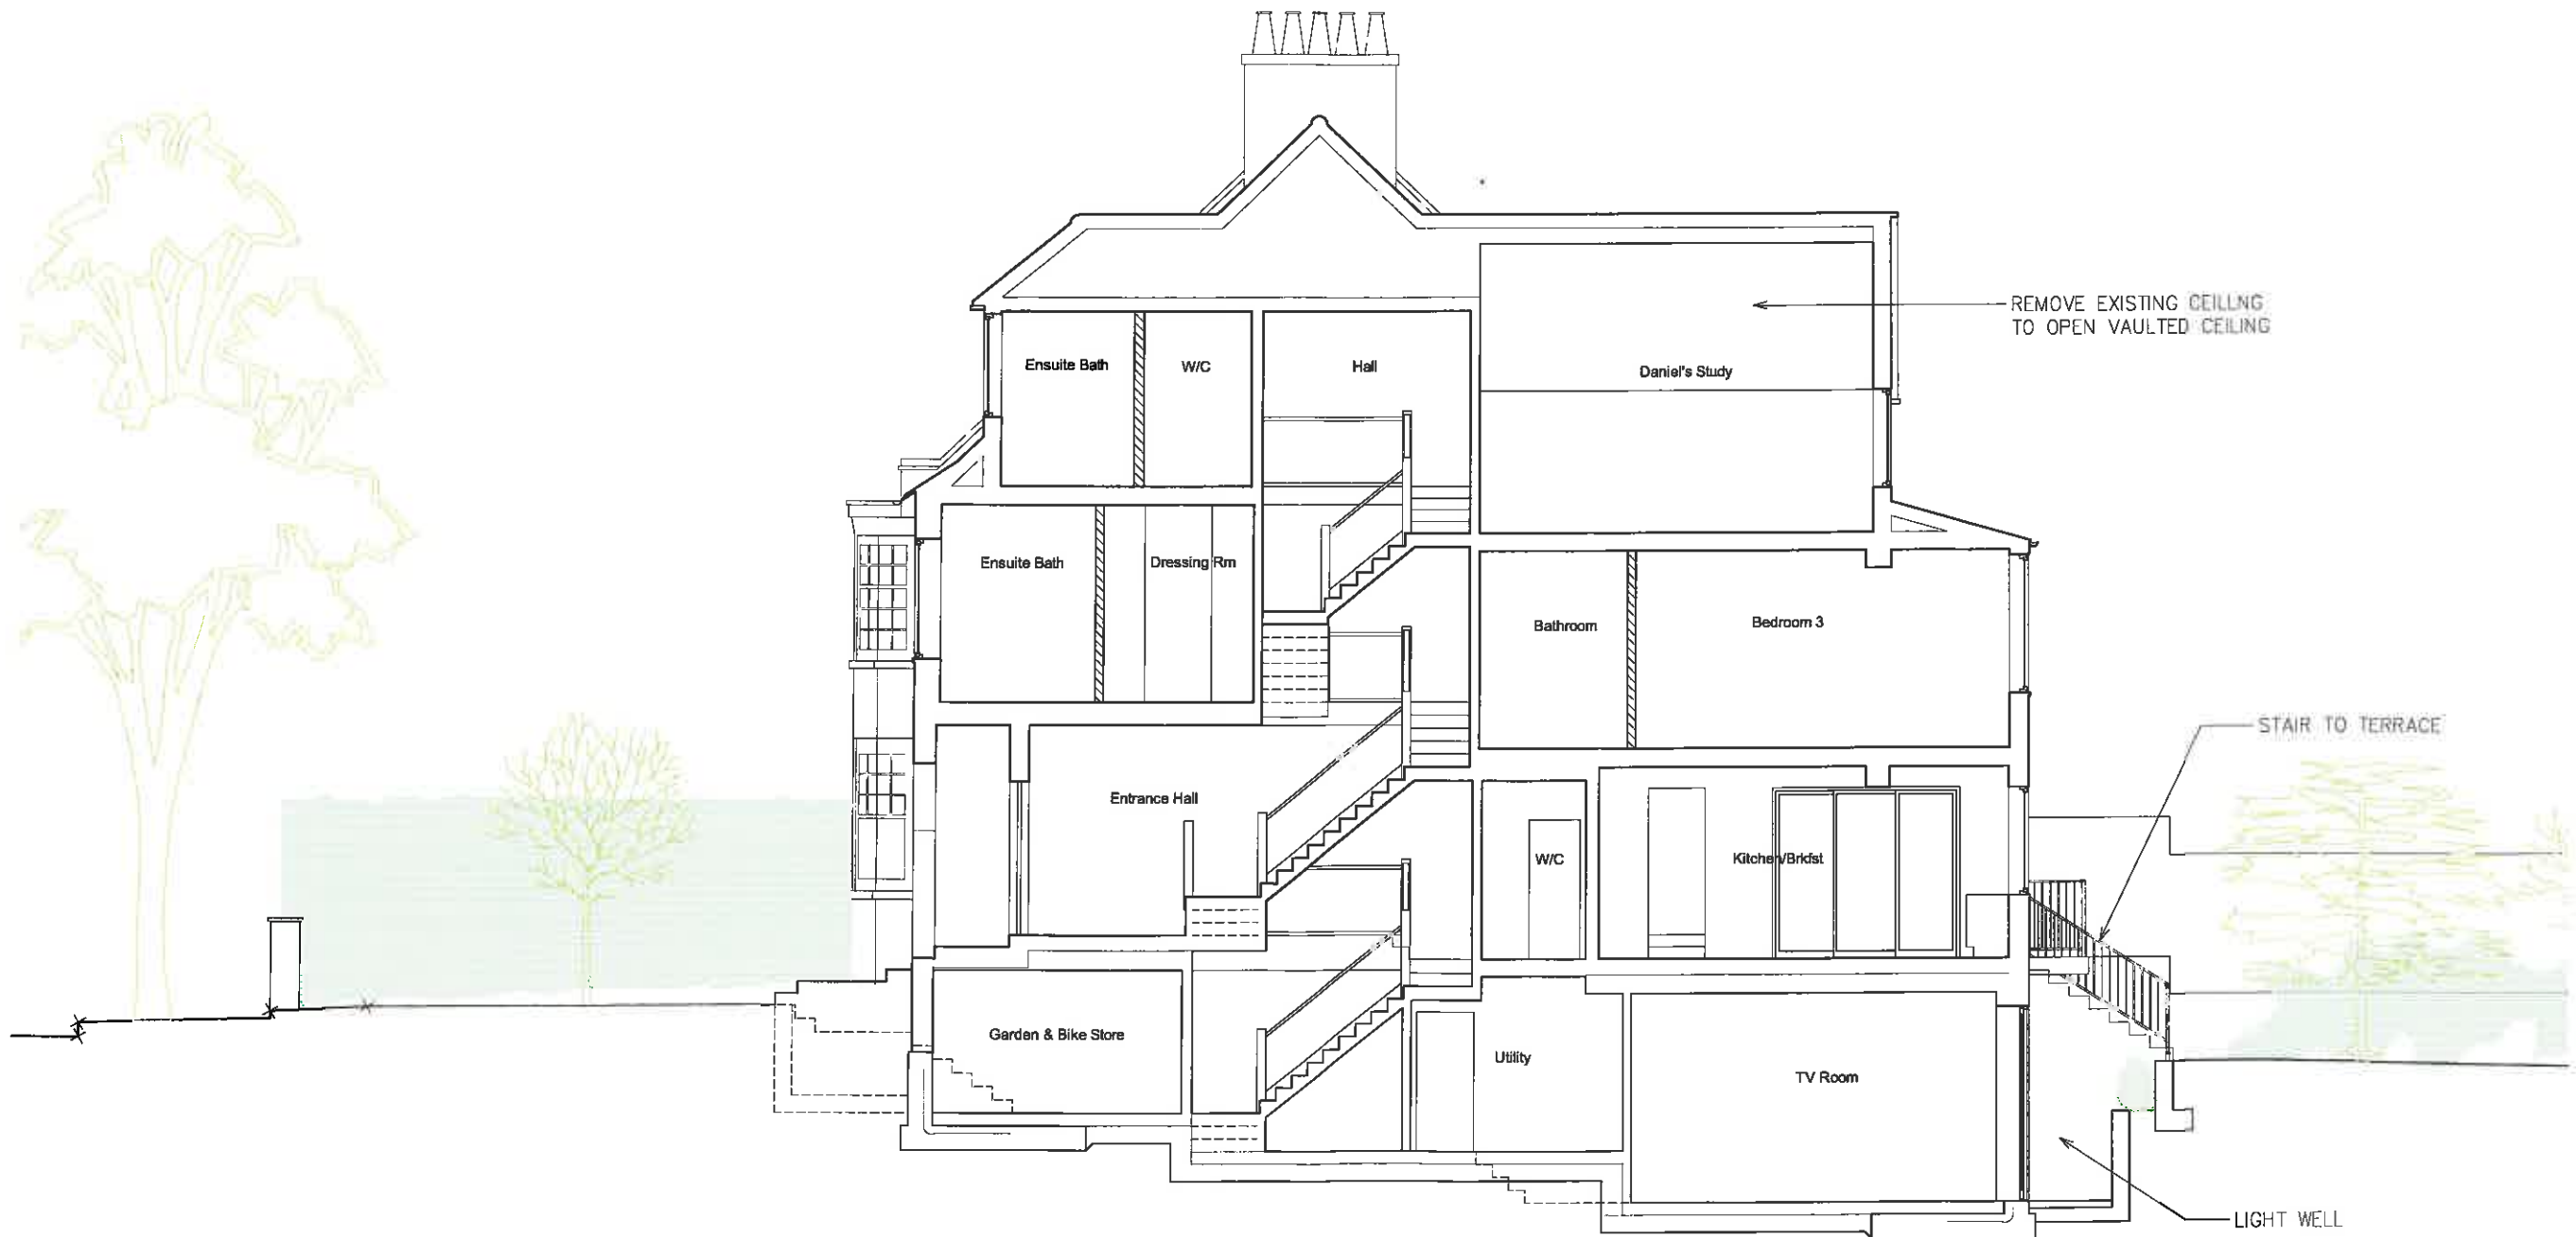 REMOVE EXISTING CEILLNG
TO OPEN VAULTED CEILING
Ensuite Bath
W/C
Hall
Daniel's Study
Ensuite Bath
Dressing Rm
Bathroom
Bedroom 3
STAIR TO TERRACE
Entrance Hall
W/C
Kitchen/Brkfst
Garden & Bike Store
Utility
TV Room
LIGHT WELL